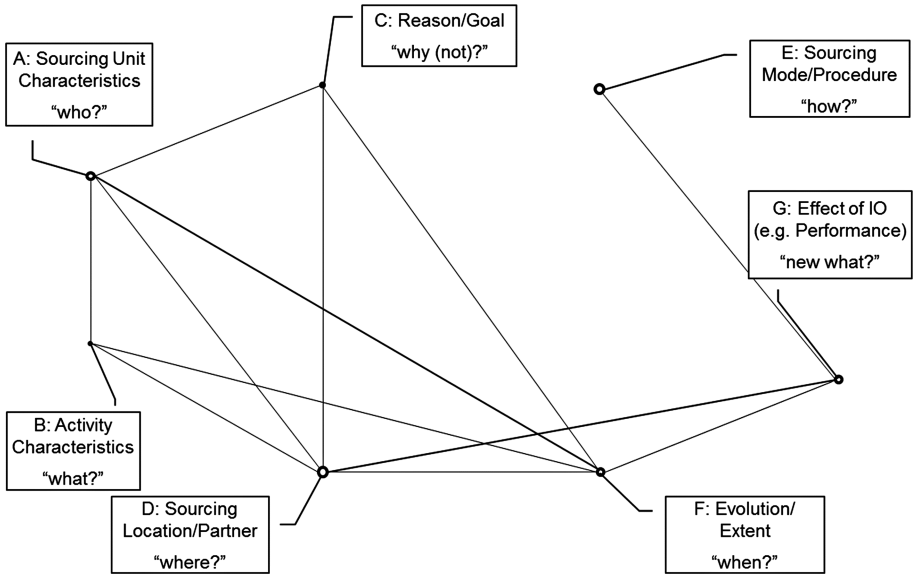 C: Reason/Goal
“why (not)?”
A: Sourcing Unit
Characteristics
“who?”
E: Sourcing
Mode/Procedure
“how?”
G: Effect of IO
(e.g. Performance)
“new what?”
B: Activity
Characteristics
“what?”
D: Sourcing
Location/Partner
“where?”
F: Evolution/
Extent
“when?”